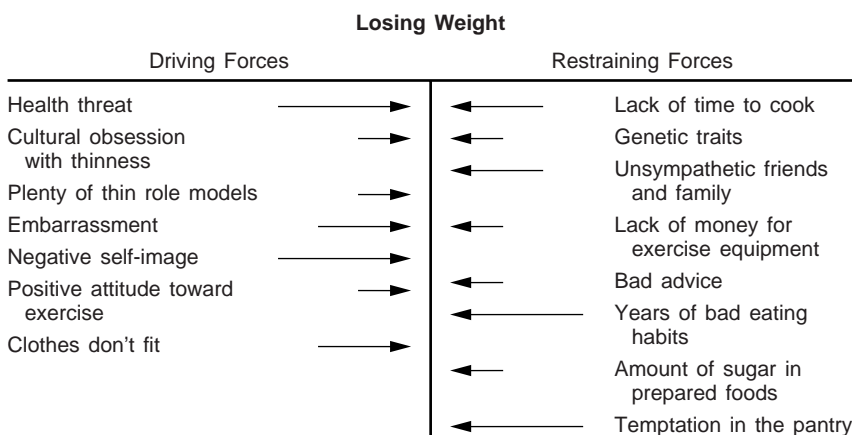 Losing Weight
Driving Forces
Restraining Forces
Health threat
Cultural obsession
with thinness
Plenty of thin role models
Embarrassment
Negative self-image
Positive attitude toward
exercise
Clothes don't fit
Lack of time to cook
Genetic traits
Unsympathetic friends
and family
Lack of money for
exercise equipment
Bad advice
Years of bad eating
habits
Amount of sugar in
prepared foods
Temptation in the pantry